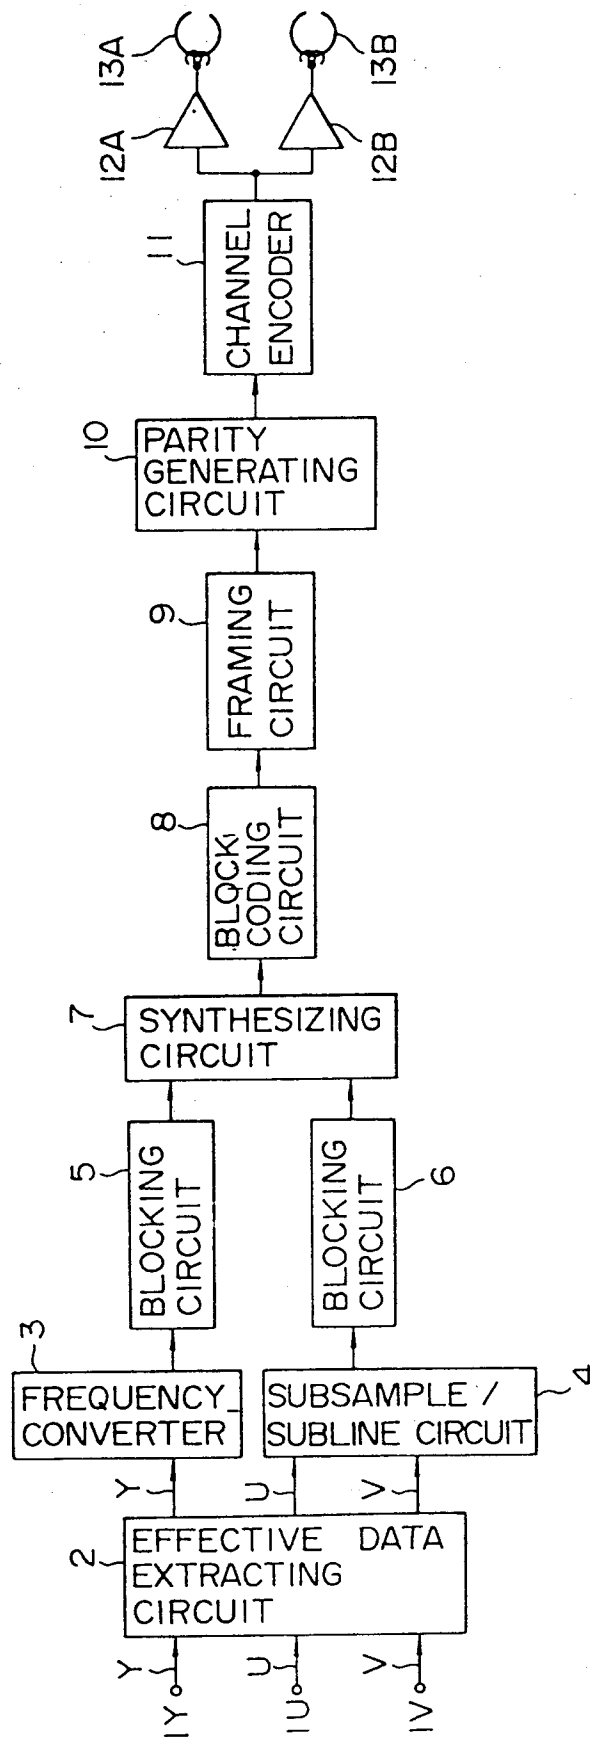 13A
13B
12A
12B
11
CHANNEL
ENCODER
10
PARITY
GENERATING
CIRCUIT
9
FRAMING
CIRCUIT
8
BLOCK
CODING
CIRCUIT
7
SYNTHESIZING
CIRCUIT
5
BLOCKING
CIRCUIT
6
BLOCKING
CIRCUIT
3
FREQUENCY
CONVERTER
4
SUBSAMPLE /
SUBLINE CIRCUIT
Y
U
V
2
EFFECTIVE DATA
EXTRACTING
CIRCUIT
Y
U
V
1Y
1U
1V